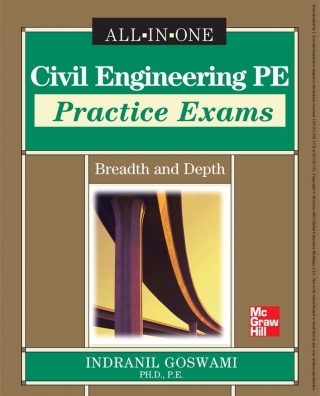 ALL-IN-ONE
Civil Engineering PE
Practice Exams
Breadth and Depth
Mc
Graw
Hill
INDRANIL GOSWAMI
PH.D., P.E.